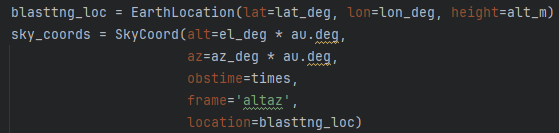 blasttng_loc = EarthLocation(lat=lat_deg, lon=lon_deg, height=alt_m)
sky_coords = SkyCoord(alt=el_deg * au.deg,
az=az_deg * au.deg,
obstime=times,
frame='altaz',
location=blasttng_loc)